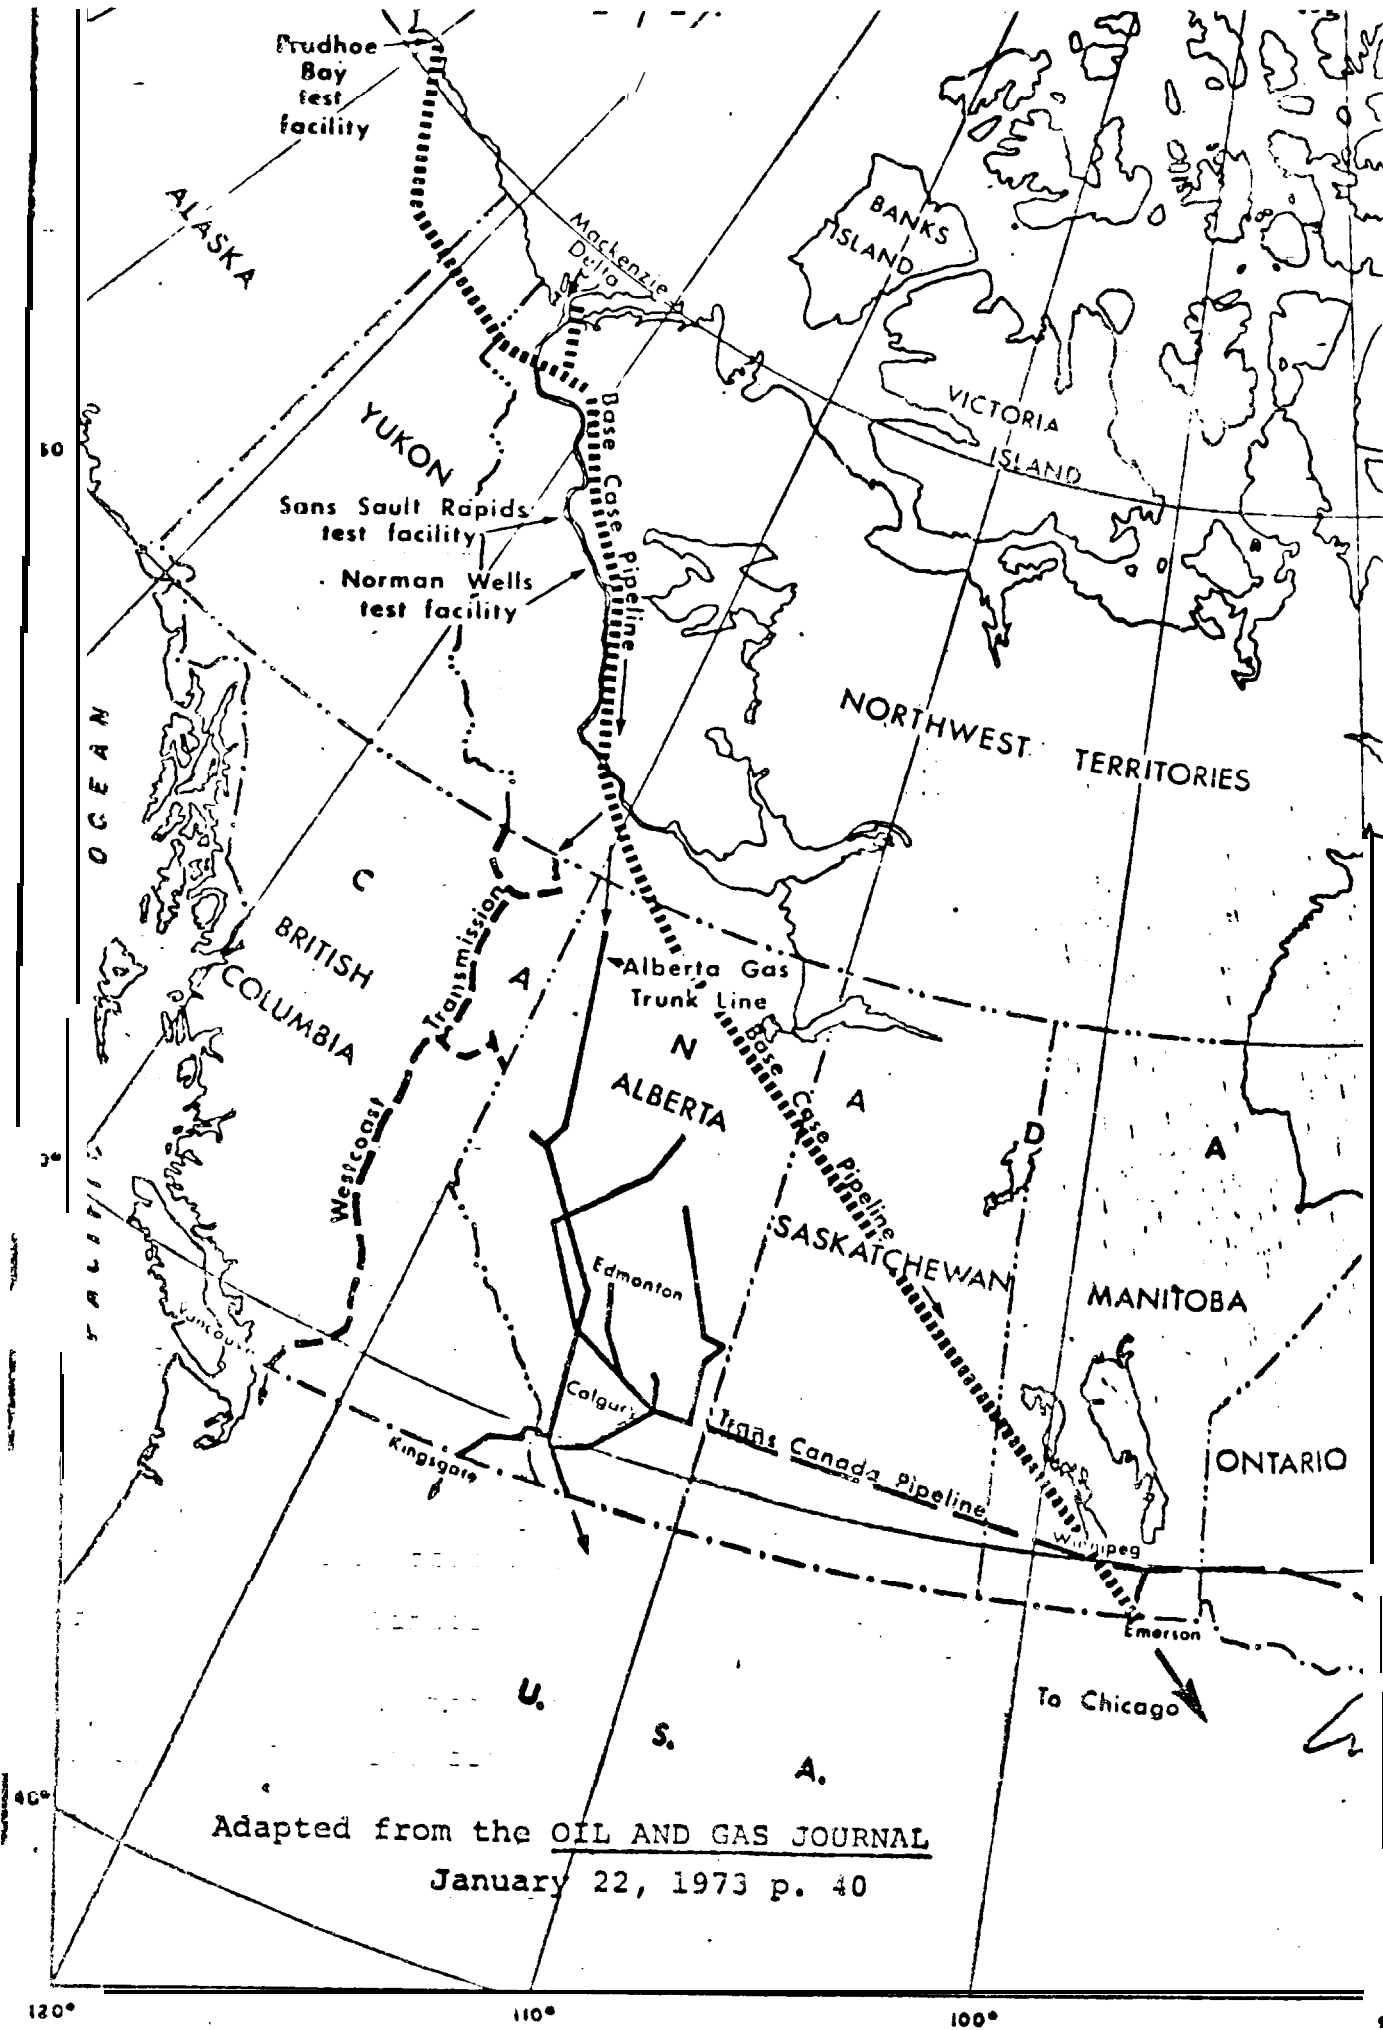 Prudhoe
Bay
test
facility
ALASKA
Mackenzie
Delta
BANKS
ISLAND
VICTORIA
ISLAND
YUKON
60
Base Case Pipeline
Sans Sault Rapids
test facility
Norman Wells
test facility
NORTHWEST TERRITORIES
OCEAN
C
BRITISH
COLUMBIA
Transmission
A
Alberta Gas
Trunk Line
N
ALBERTA
Base Case Pipeline
A
D
A
Westcoast
SASKATCHEWAN
MANITOBA
Edmonton
Calgary
Kingsgate
Trans Canada Pipeline
ONTARIO
Winnipeg
Emerson
To Chicago
U. S. A.
40°
Adapted from the OIL AND GAS JOURNAL
January 22, 1973 p. 40
120° 110° 100°